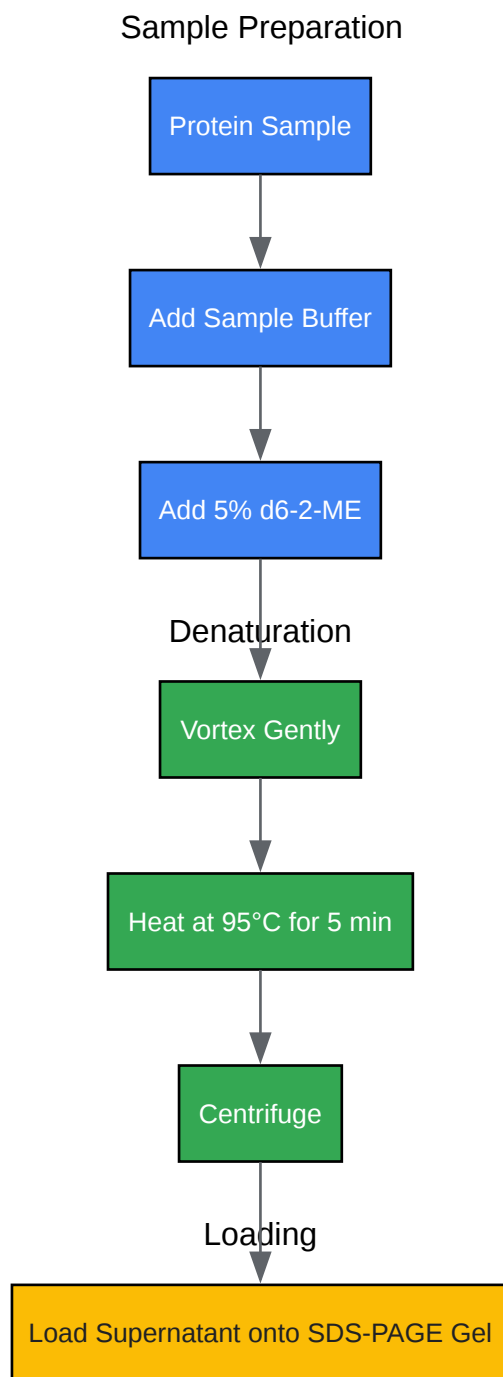 Sample Preparation
Protein Sample
Add Sample Buffer
Add 5% d6-2-ME
Denaturation
Vortex Gently
Heat at 95°C for 5 min
Centrifuge
Loading
Load Supernatant onto SDS-PAGE Gel